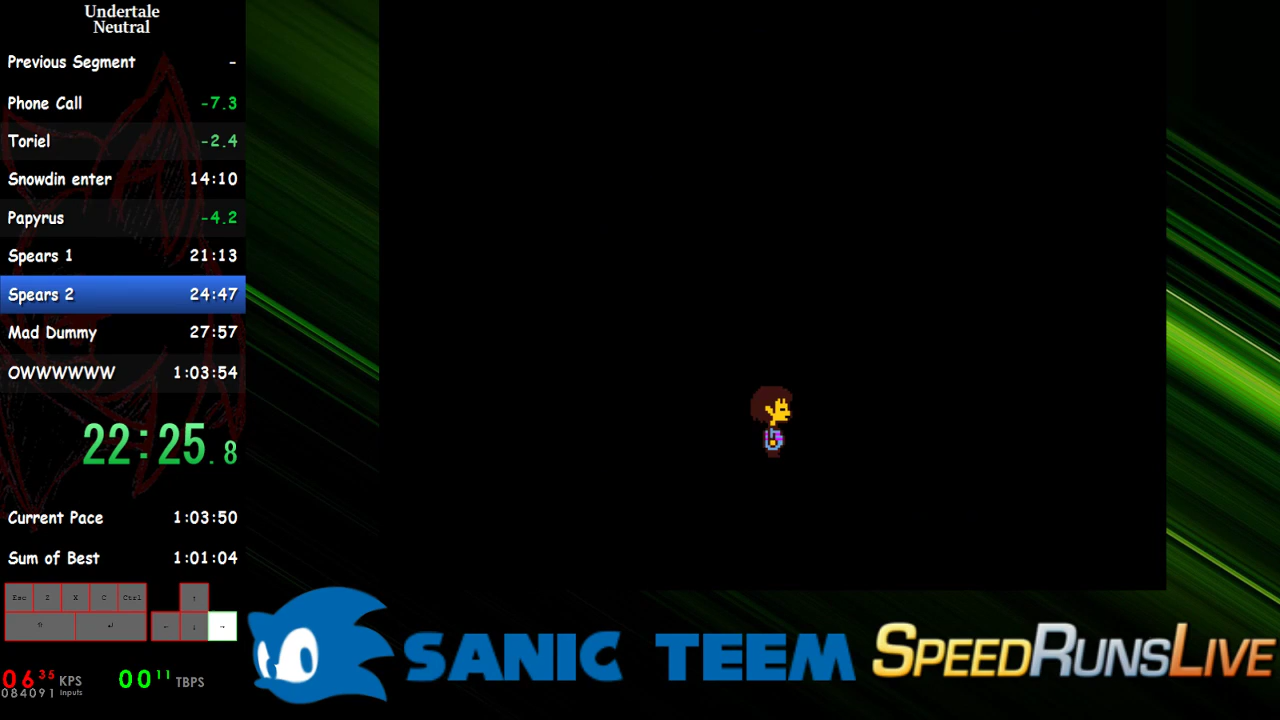 Undertale
Neutral
Previous Segment -
Phone Call -7.3
Toriel -2.4
Snowdin enter 14:10
Papyrus -4.2
Spears 1 21:13
Spears 2 24:47
Mad Dummy 27:57
OWWWWWW 1:03:54
22:25.8
Current Pace 1:03:50
Sum of Best 1:01:04
Esc Z X C Ctrl ↑
↵ ← ↓ →
06 35 KPS 00 11 TBPS
084091 Inputs
SANIC TEEM SPEEDRUNSLIVE